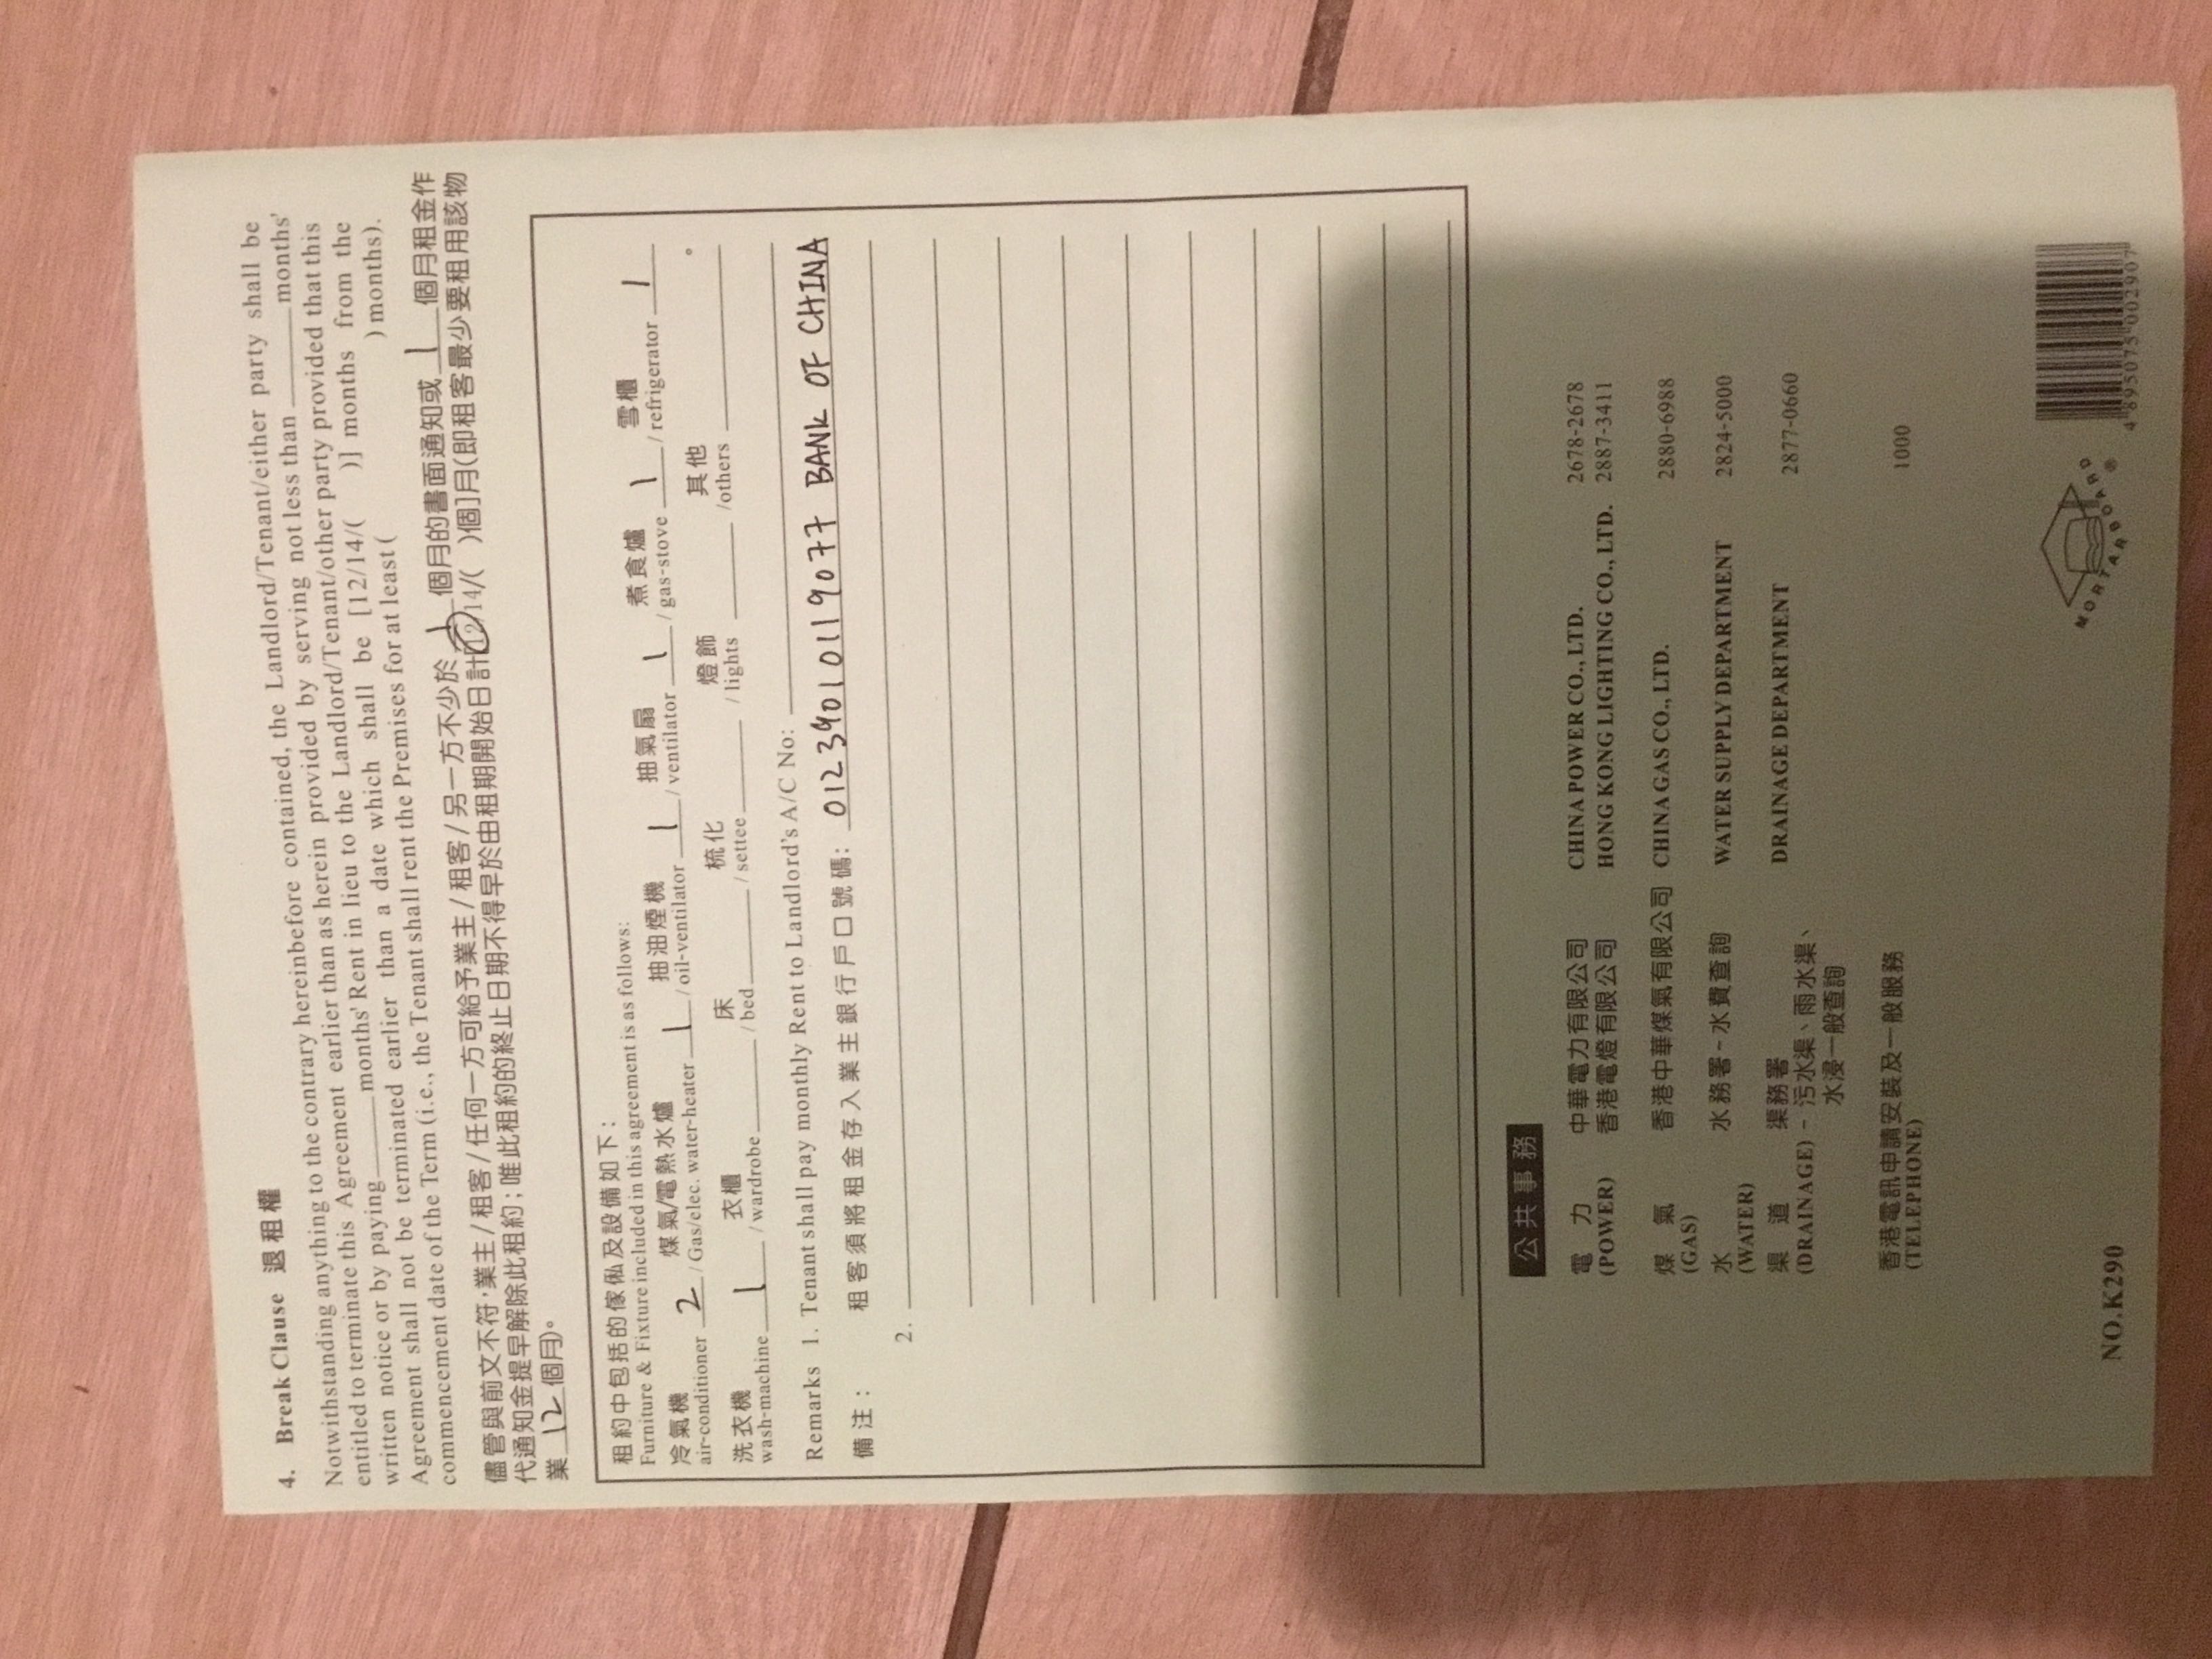 4. Break Clause 退租權
Notwithstanding anything to the contrary hereinbefore contained, the Landlord/Tenant/either party shall be
entitled to terminate this Agreement earlier than as herein provided by serving not less than ____ months'
written notice or by paying ____ months' Rent in lieu to the Landlord/Tenant/other party provided that this
Agreement shall not be terminated earlier than a date which shall be [12/14/( )] months from the
commencement date of the Term (i.e., the Tenant shall rent the Premises for at least ( ) months).
儘管與前文不符，業主/租客/任何一方可給予業主/租客/另一方不少於 1 個月的書面通知或 1 個月租金作
代通知金提早解除此租約；唯此租約的終止日期不得早於由租期開始日計[12/14/( )個]月(即租客最少要租用該物
業 12 個月)。
租約中包括的傢俬及設備如下：
Furniture & Fixture included in this agreement is as follows:
冷氣機 煤氣/電熱水爐 抽油煙機 抽氣扇 煮食爐 雪櫃
air-conditioner 2 / Gas/elec. water-heater 1 / oil-ventilator 1 / ventilator 1 / gas-stove 1 / refrigerator 1
洗衣機 衣櫃 床 梳化 燈飾 其他
wash-machine 1 / wardrobe ____ / bed ____ / settee ____ / lights ____ /others ____ 。
Remarks 1. Tenant shall pay monthly Rent to Landlord's A/C No: ____
備注： 租客須將租金存入業主銀行戶口號碼： 01239010119077 BANK OF CHINA
2.
公共事務
電力 中華電力有限公司 CHINA POWER CO., LTD. 2678-2678
(POWER) 香港電燈有限公司 HONG KONG LIGHTING CO., LTD. 2887-3411
煤氣 香港中華煤氣有限公司 CHINA GAS CO., LTD. 2880-6988
(GAS)
水 水務署－水費查詢 WATER SUPPLY DEPARTMENT 2824-5000
(WATER)
渠道 渠務署 DRAINAGE DEPARTMENT 2877-0660
(DRAINAGE) －污水渠、雨水渠、
水浸一般查詢
香港電訊申請安裝及一般服務 1000
(TELEPHONE)
NO.K290
MORTARBOARD ®
4 895075 002907